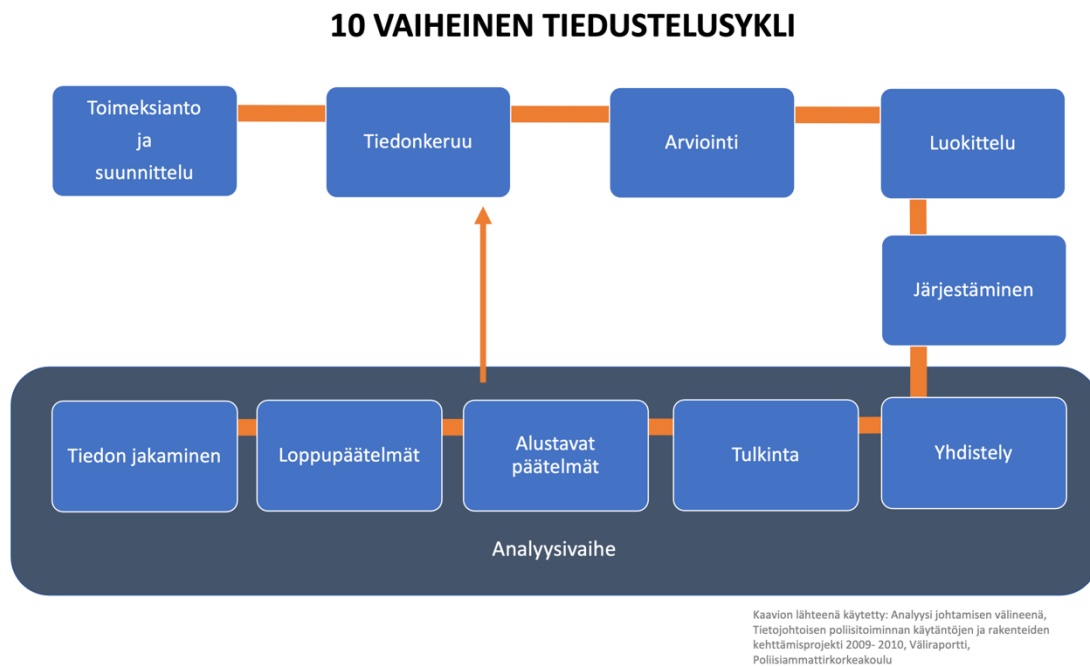 10 VAIHEINEN TIEDUSTELUSYKLI
Toimeksianto
ja
suunnittelu
Tiedonkeruu
Arviointi
Luokittelu
Järjestäminen
Yhdistely
Tulkinta
Alustavat
päätelmät
Loppupäätelmät
Tiedon jakaminen
Analyysivaihe
Kaavion lähteenä käytetty: Analyysi johtamisen välineenä,
Tietojohtoisen poliisitoiminnan käytäntöjen ja rakenteiden
kehttämisprojekti 2009- 2010, Väliraportti,
Poliisiammattirkorkeakoulu